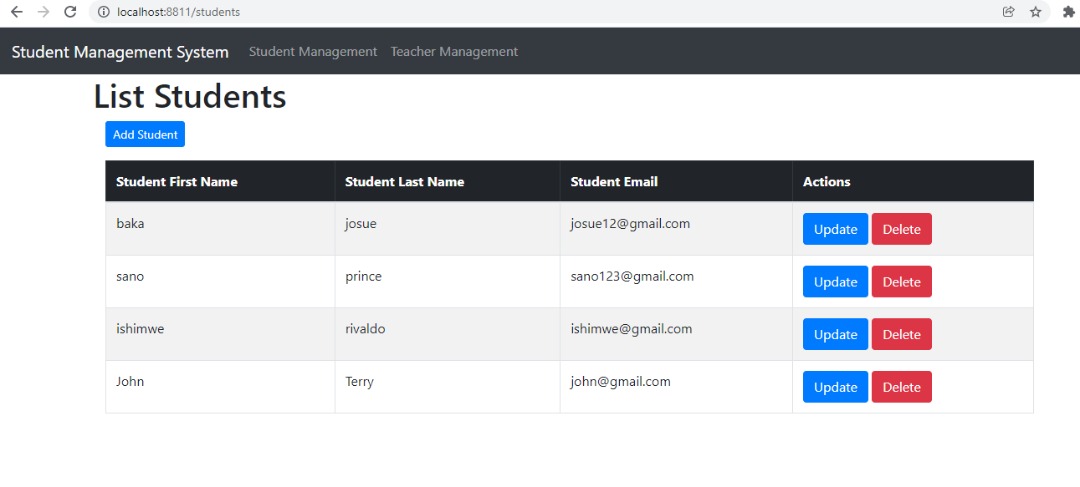 localhost:8811/students
Student Management System Student Management Teacher Management
List Students
Add Student
Student First Name Student Last Name Student Email Actions
baka josue josue12@gmail.com Update Delete
sano prince sano123@gmail.com Update Delete
ishimwe rivaldo ishimwe@gmail.com Update Delete
John Terry john@gmail.com Update Delete